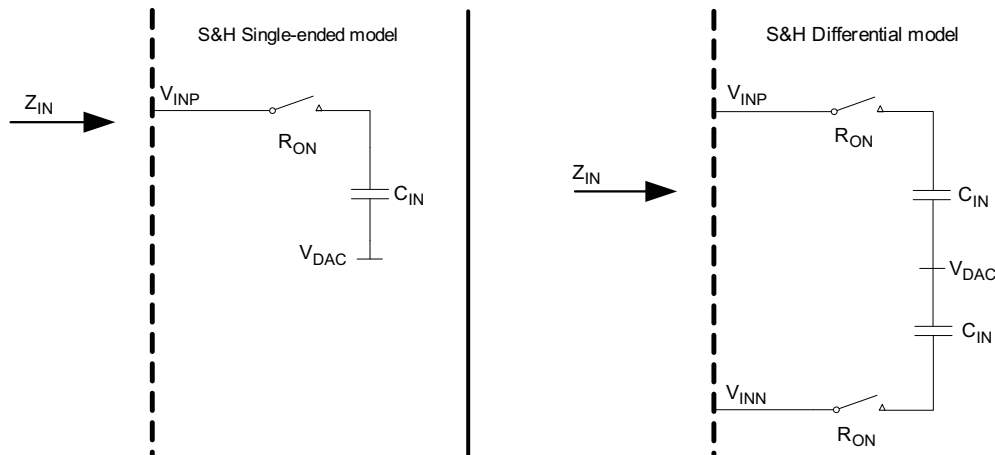 S&H Single-ended model
V_INP
Z_IN
R_ON
C_IN
V_DAC
S&H Differential model
V_INP
R_ON
Z_IN
C_IN
V_DAC
C_IN
V_INN
R_ON